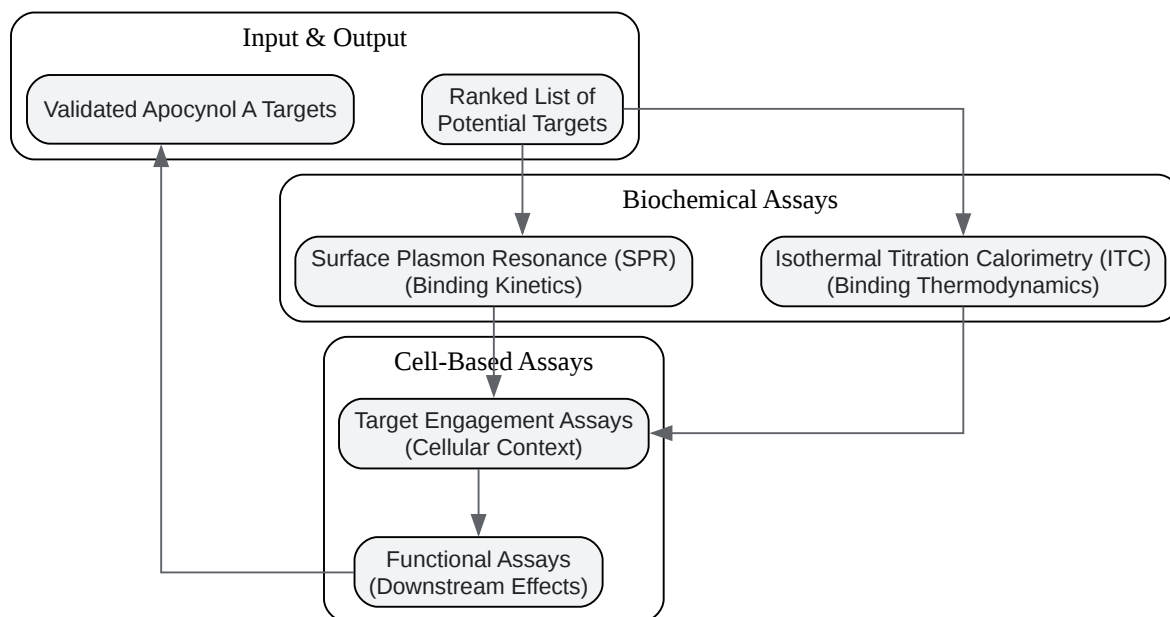 Input & Output
Validated Apocynol A Targets
Ranked List of
Potential Targets
Biochemical Assays
Surface Plasmon Resonance (SPR)
(Binding Kinetics)
Isothermal Titration Calorimetry (ITC)
(Binding Thermodynamics)
Cell-Based Assays
Target Engagement Assays
(Cellular Context)
Functional Assays
(Downstream Effects)